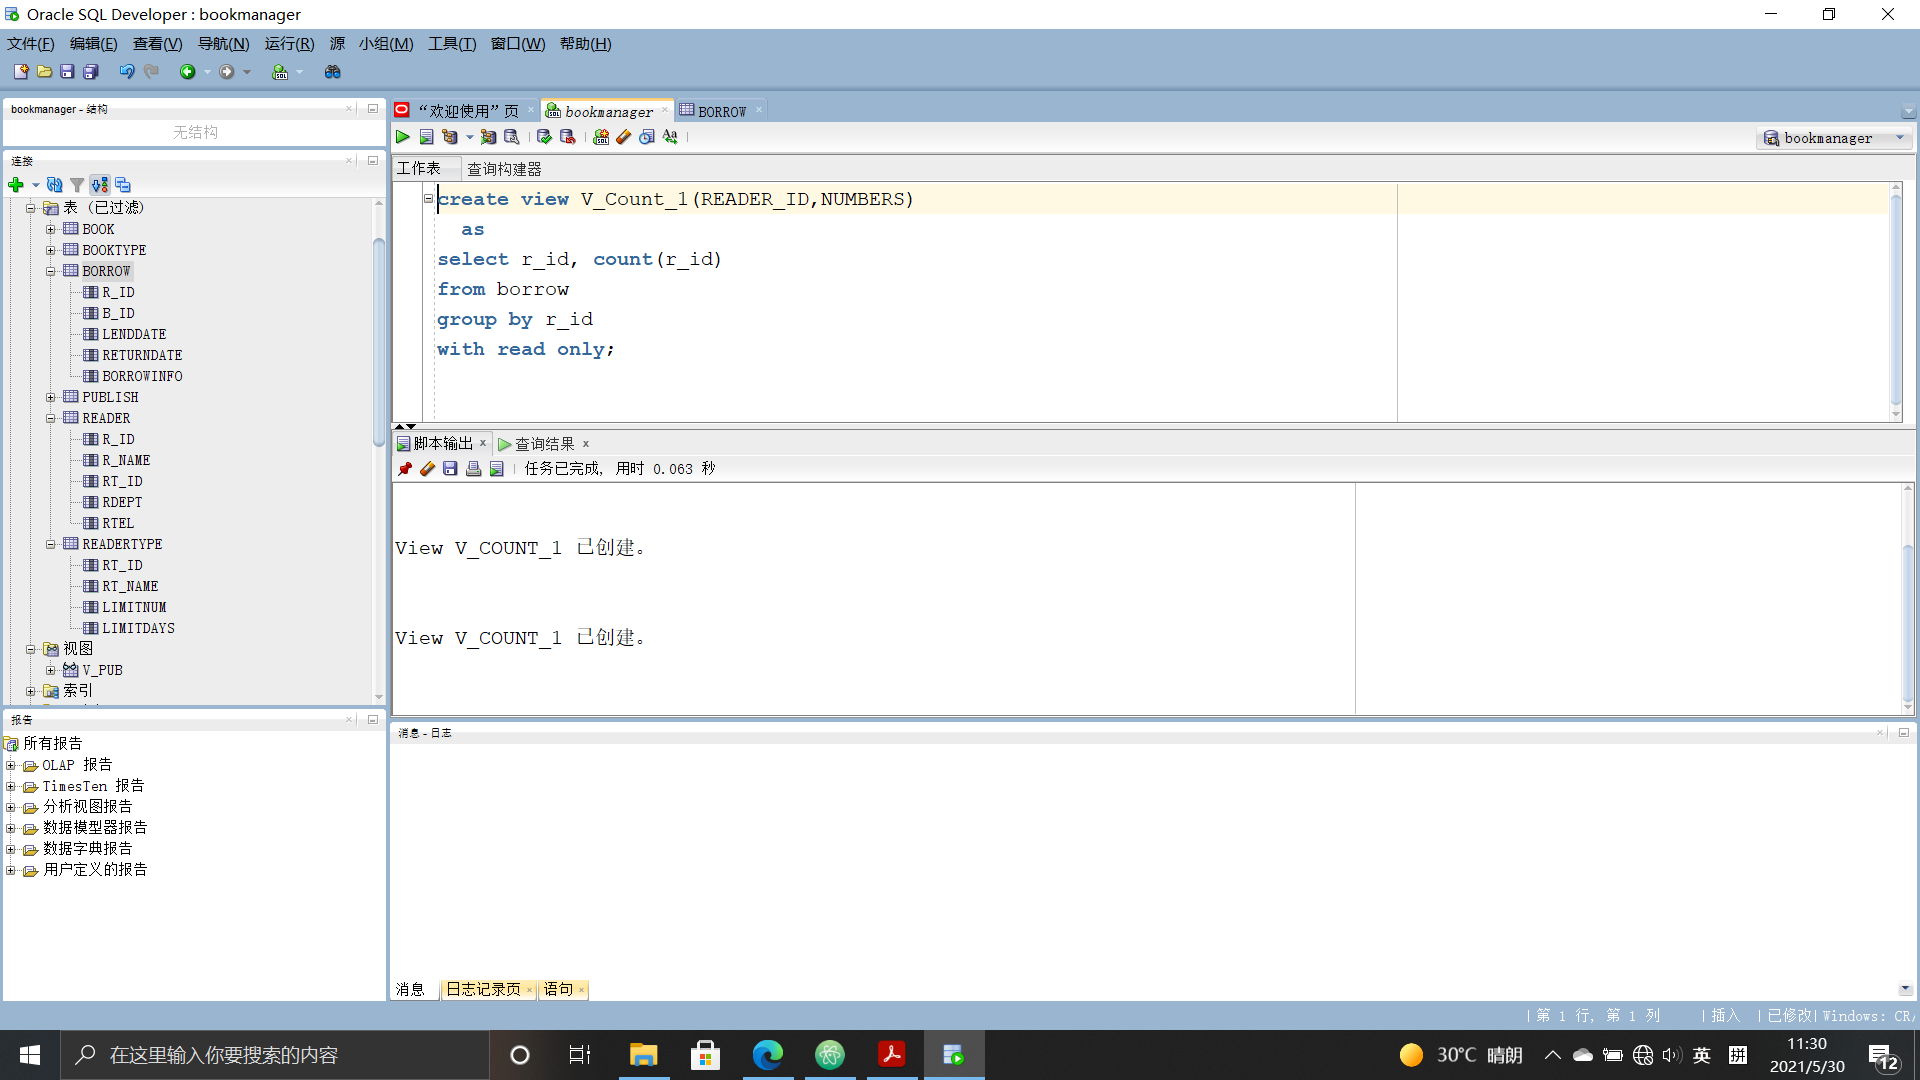 Oracle SQL Developer : bookmanager
文件(F) 编辑(E) 查看(V) 导航(N) 运行(R) 源 小组(M) 工具(T) 窗口(W) 帮助(H)
bookmanager - 结构
无结构
连接
表 (已过滤)
BOOK
BOOKTYPE
BORROW
R_ID
B_ID
LENDDATE
RETURNDATE
BORROWINFO
PUBLISH
READER
R_ID
R_NAME
RT_ID
RDEPT
RTEL
READERTYPE
RT_ID
RT_NAME
LIMITNUM
LIMITDAYS
视图
V_PUB
索引
报告
所有报告
OLAP 报告
TimesTen 报告
分析视图报告
数据模型器报告
数据字典报告
用户定义的报告
“欢迎使用”页 bookmanager BORROW
bookmanager
工作表 查询构建器
create view V_Count_1(READER_ID,NUMBERS)
as
select r_id, count(r_id)
from borrow
group by r_id
with read only;
脚本输出 查询结果
任务已完成, 用时 0.063 秒
View V_COUNT_1 已创建。
View V_COUNT_1 已创建。
消息 - 日志
消息 日志记录页 语句
第 1 行, 第 1 列 插入 已修改 Windows: CR/
在这里输入你要搜索的内容
30°C 晴朗
英 拼
11:30
2021/5/30
12